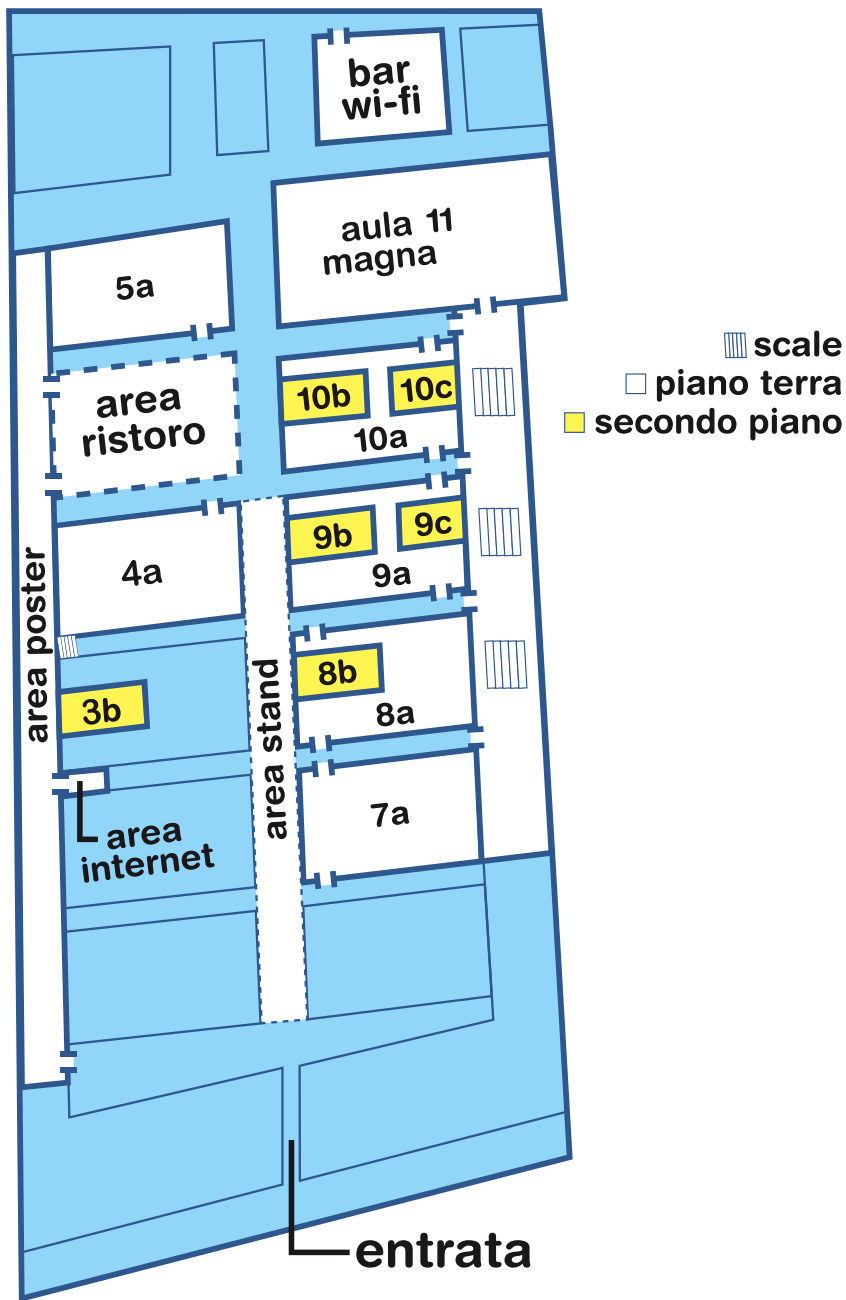 bar
wi-fi
aula 11
magna
5a
scale
piano terra
secondo piano
area
ristoro
10b
10c
10a
9b
9c
9a
4a
area poster
area stand
8b
8a
3b
7a
area
internet
entrata